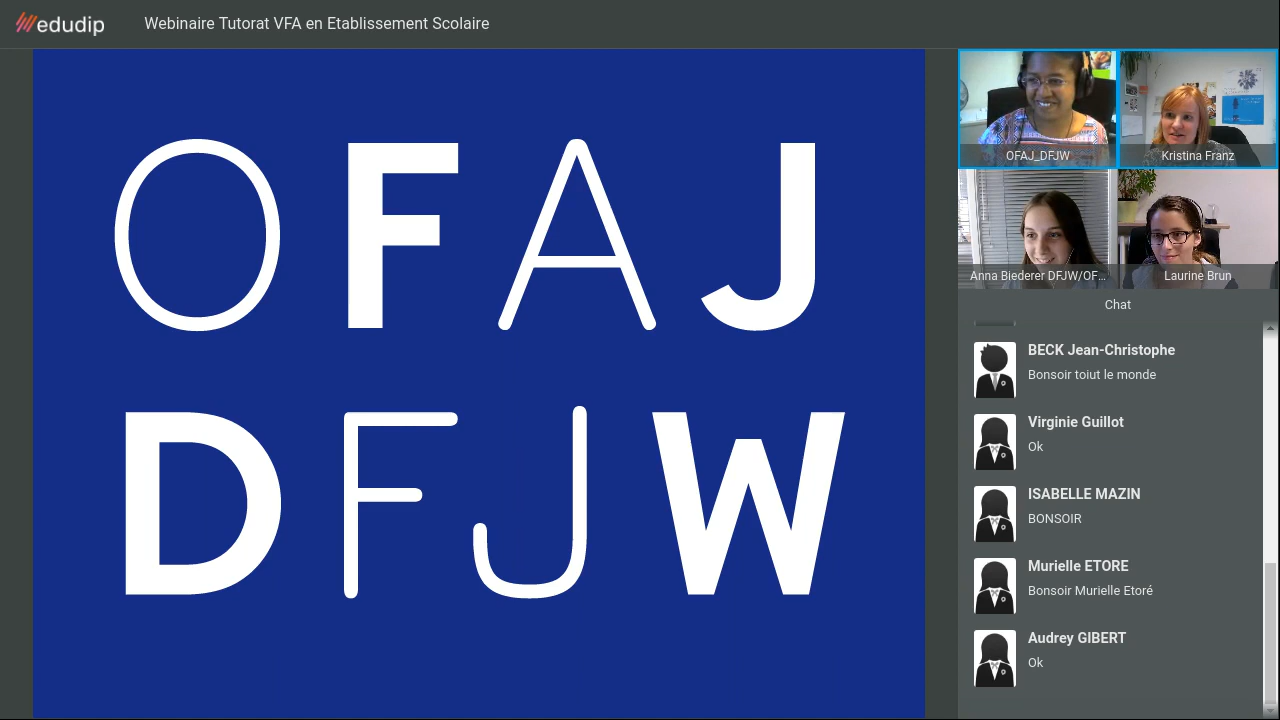 edudip
Webinaire Tutorat VFA en Etablissement Scolaire
OFAJ
DFJW
OFAJ_DFJW
Kristina Franz
Anna Biederer DFJW/OF...
Laurine Brun
Chat
BECK Jean-Christophe
Bonsoir toiut le monde
Virginie Guillot
Ok
ISABELLE MAZIN
BONSOIR
Murielle ETORE
Bonsoir Murielle Etoré
Audrey GIBERT
Ok